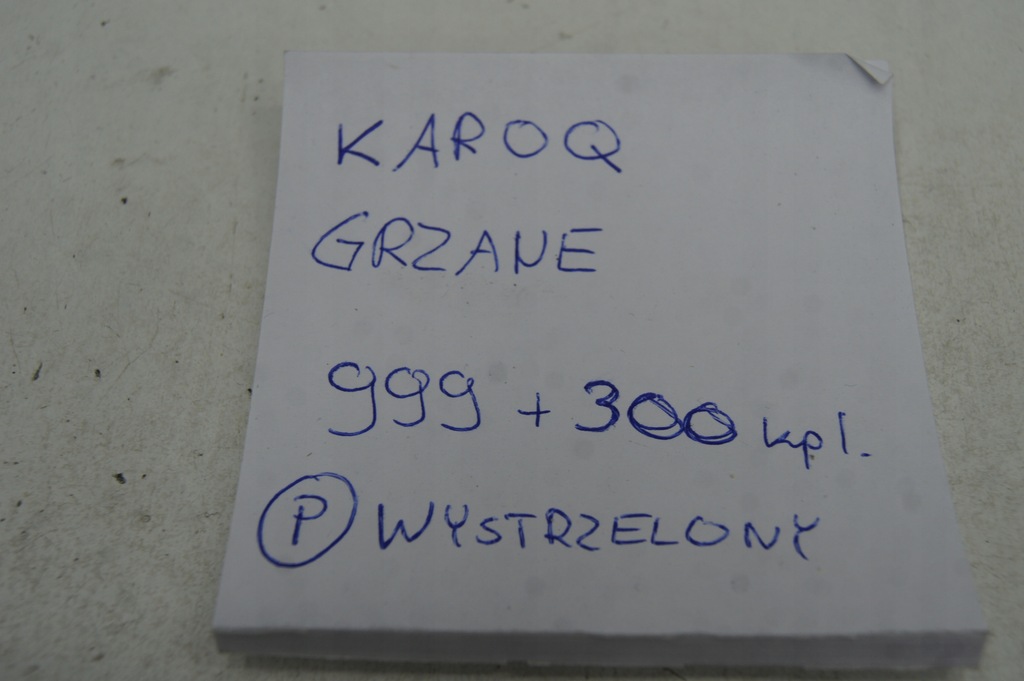 KAROQ
GRZANE
999 + 300 kpl.
P WYSTRZELONY